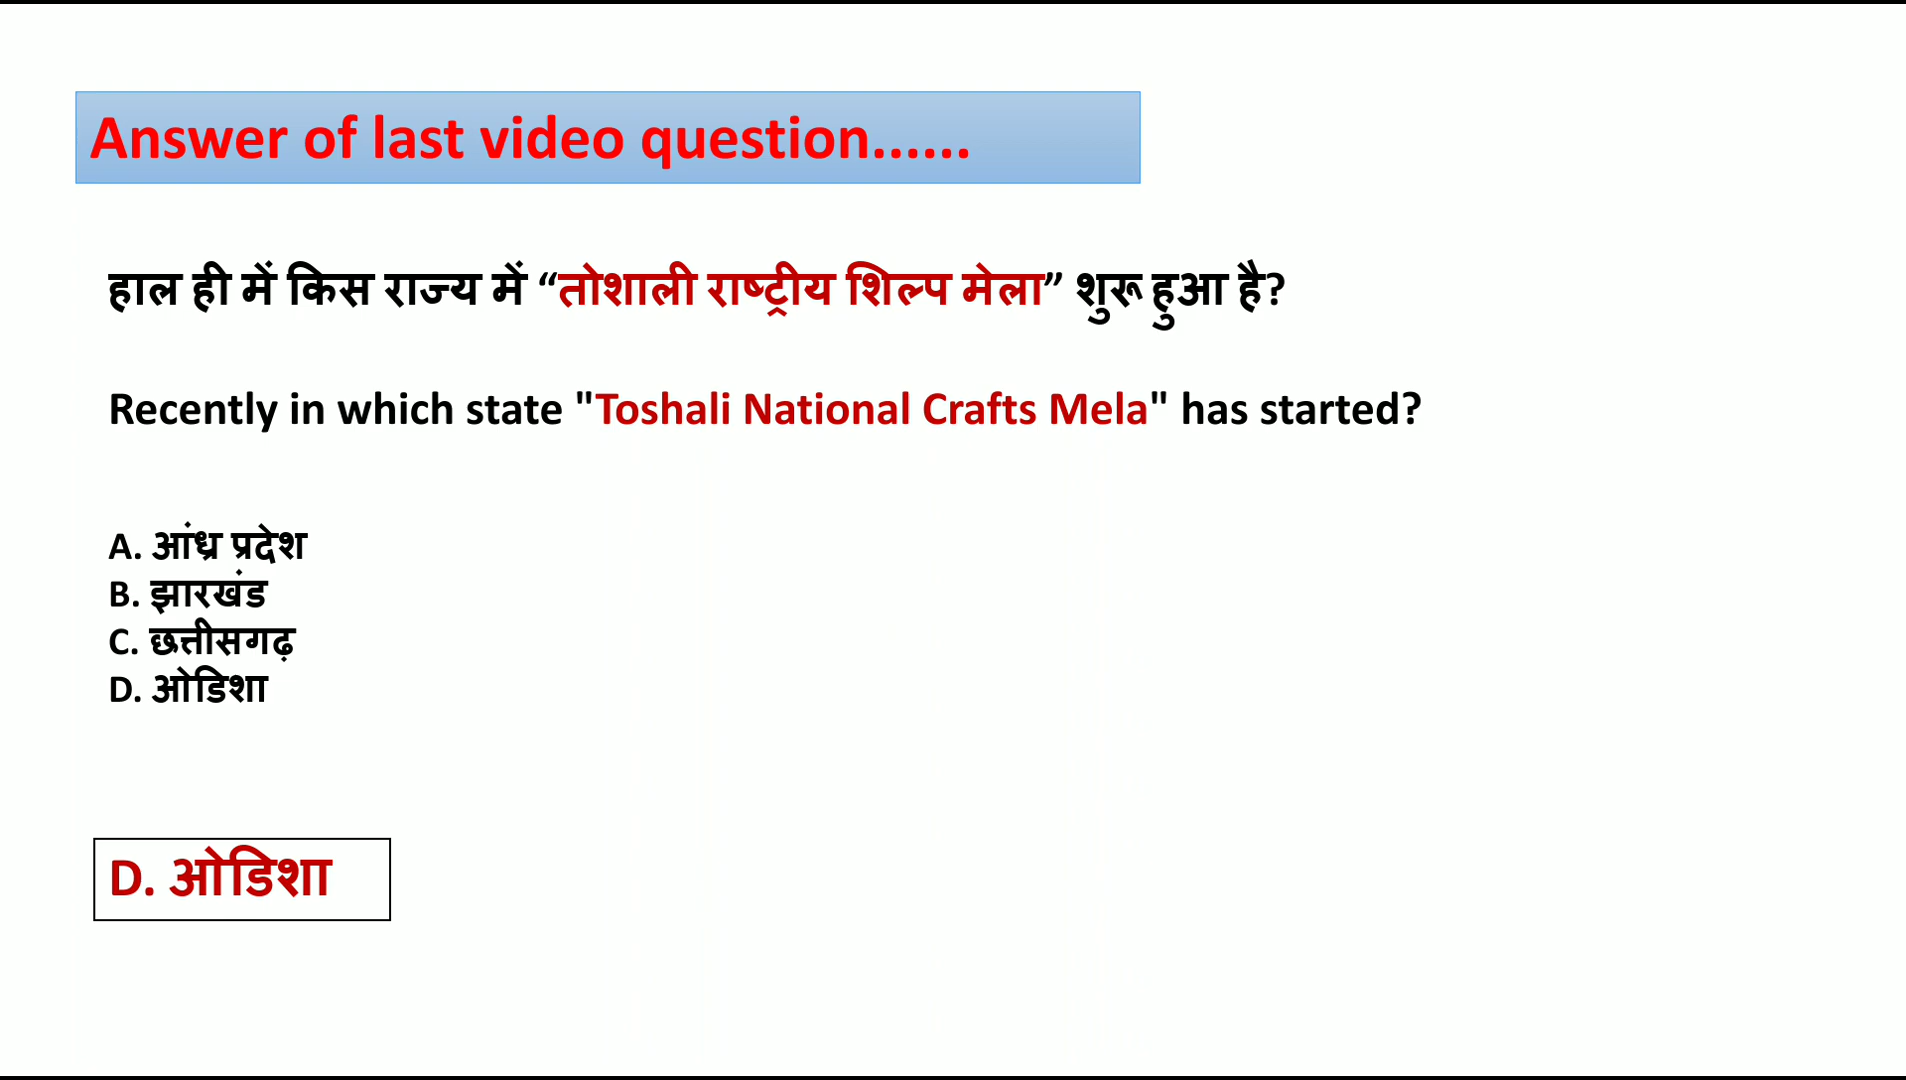 Answer of last video question......
हाल ही में किस राज्य में “तोशाली राष्ट्रीय शिल्प मेला” शुरू हुआ है?
Recently in which state "Toshali National Crafts Mela" has started?
A. आंध्र प्रदेश
B. झारखंड
C. छत्तीसगढ़
D. ओडिशा
D. ओडिशा